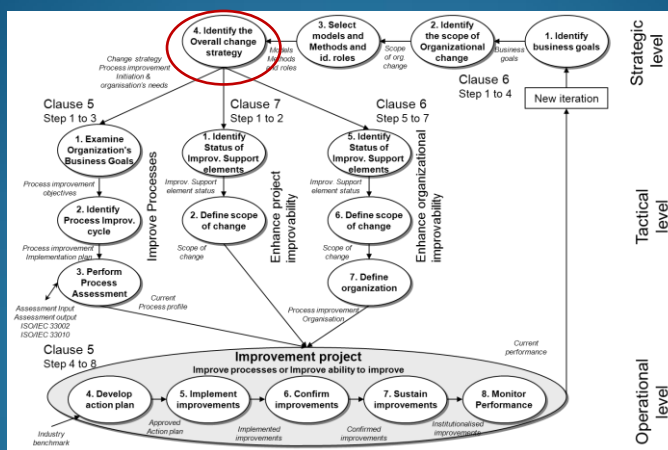 4. Identify the
Overall change
strategy
3. Select
models and
Methods and
id. roles
2. Identify
the scope of
Organizational
change
1. Identify
business goals
Models
Methods
and roles
Scope of
org. change
Business
goals
Strategic
level
Change strategy
Process improvement
Initiation &
organisation's needs
Clause 6
Step 1 to 4
New iteration
Clause 5
Step 1 to 3
Clause 7
Step 1 to 2
Clause 6
Step 5 to 7
1. Examine
Organization's
Business Goals
1. Identify
Status of
Improv. Support
elements
5. Identify
Status of
Improv. Support
elements
Process improvement
objectives
Improv. Support
element status
Improv. Support
element status
2. Identify
Process Improv.
cycle
2. Define scope
of change
6. Define scope
of change
Improve Processes
Enhance project
improvability
Enhance organizational
improvability
Tactical
level
Process improvement
Implementation plan
Scope of
change
Scope of
change
3. Perform
Process
Assessment
7. Define
organization
Assessment Input
Assessment output
ISO/IEC 33002
ISO/IEC 33010
Current
Process profile
Process improvement
Organisation
Current
performance
Clause 5
Step 4 to 8
Improvement project
Improve processes or Improve ability to improve
4. Develop
action plan
5. Implement
improvements
6. Confirm
improvements
7. Sustain
improvements
8. Monitor
Performance
Industry
benchmark
Approved
Action plan
Implemented
improvements
Confirmed
improvements
Institutionalised
improvements
Operational
level